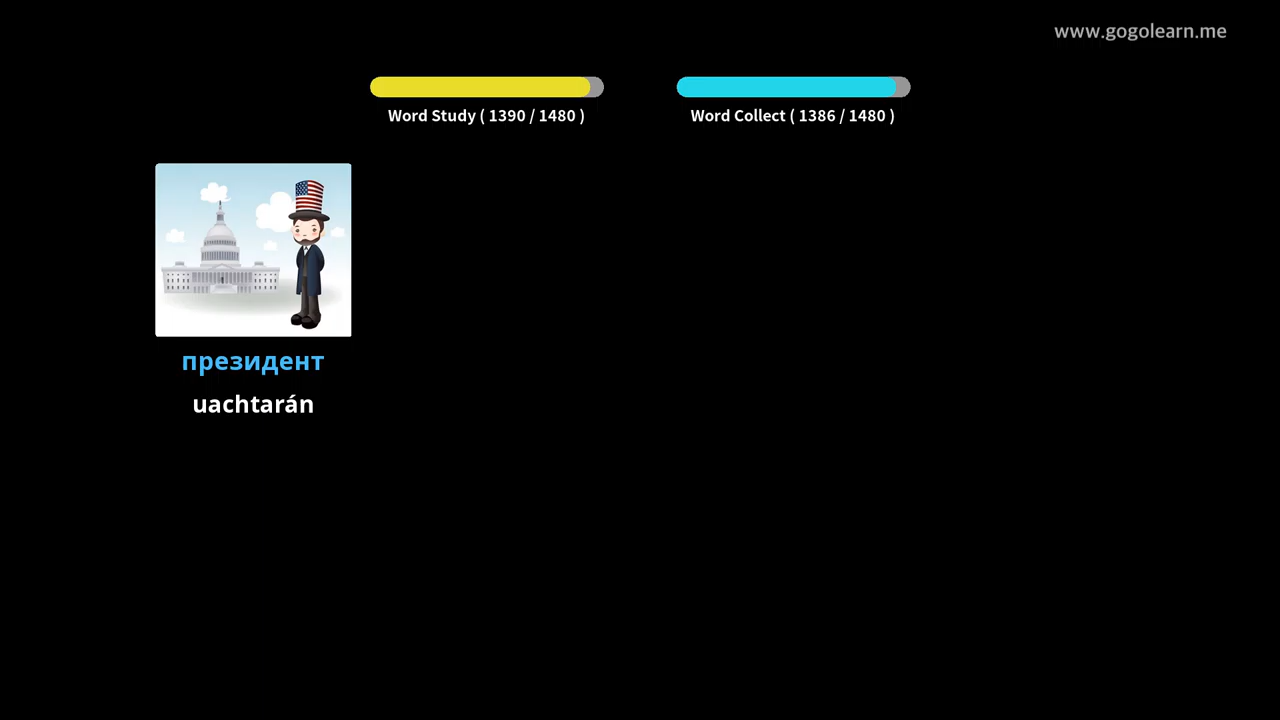 www.gogolearn.me
Word Study ( 1390 / 1480 )
Word Collect ( 1386 / 1480 )
президент
uachtarán